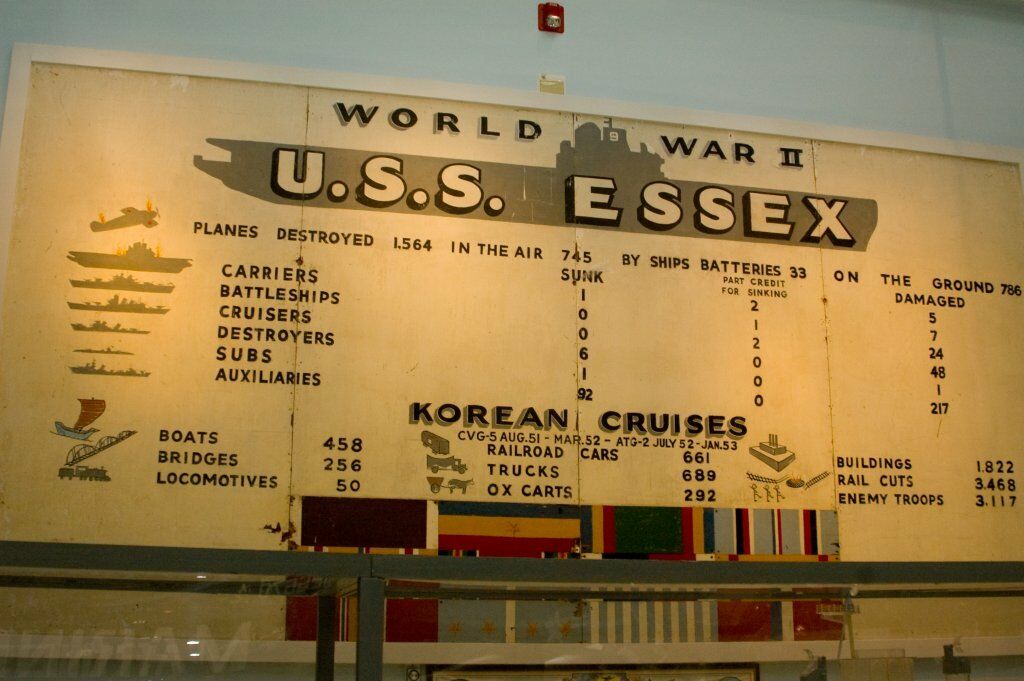 9
WORLD WAR II
U.S.S. ESSEX
PLANES DESTROYED 1.564 IN THE AIR 745 BY SHIPS BATTERIES 33 ON THE GROUND 786
SUNK PART CREDIT FOR SINKING DAMAGED
CARRIERS 1 2 5
BATTLESHIPS 0 1 7
CRUISERS 0 2 24
DESTROYERS 6 0 48
SUBS 1 0 1
AUXILIARIES 92 0 217
KOREAN CRUISES
CVG-5 AUG.51 - MAR.52 - ATG-2 JULY 52 - JAN.53
BOATS 458 RAILROAD CARS 661 BUILDINGS 1.822
BRIDGES 256 TRUCKS 689 RAIL CUTS 3.468
LOCOMOTIVES 50 OX CARTS 292 ENEMY TROOPS 3.117